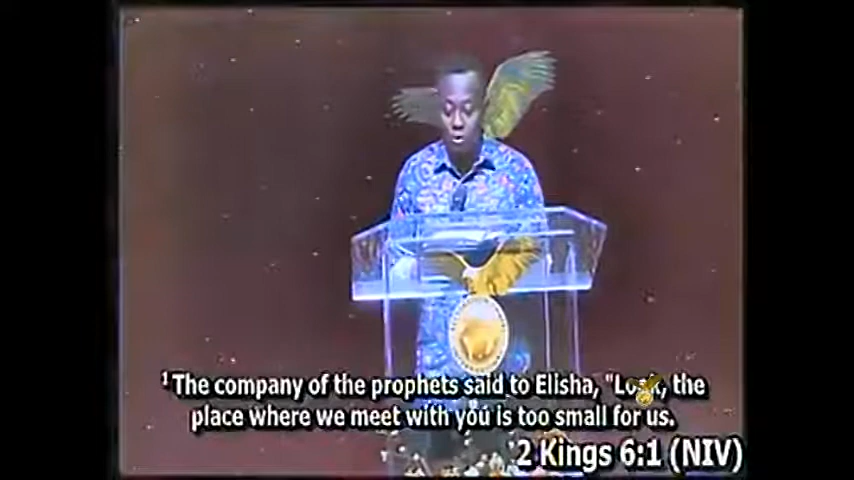 ¹The company of the prophets said to Elisha, "Look, the
place where we meet with you is too small for us.
2 Kings 6:1 (NIV)